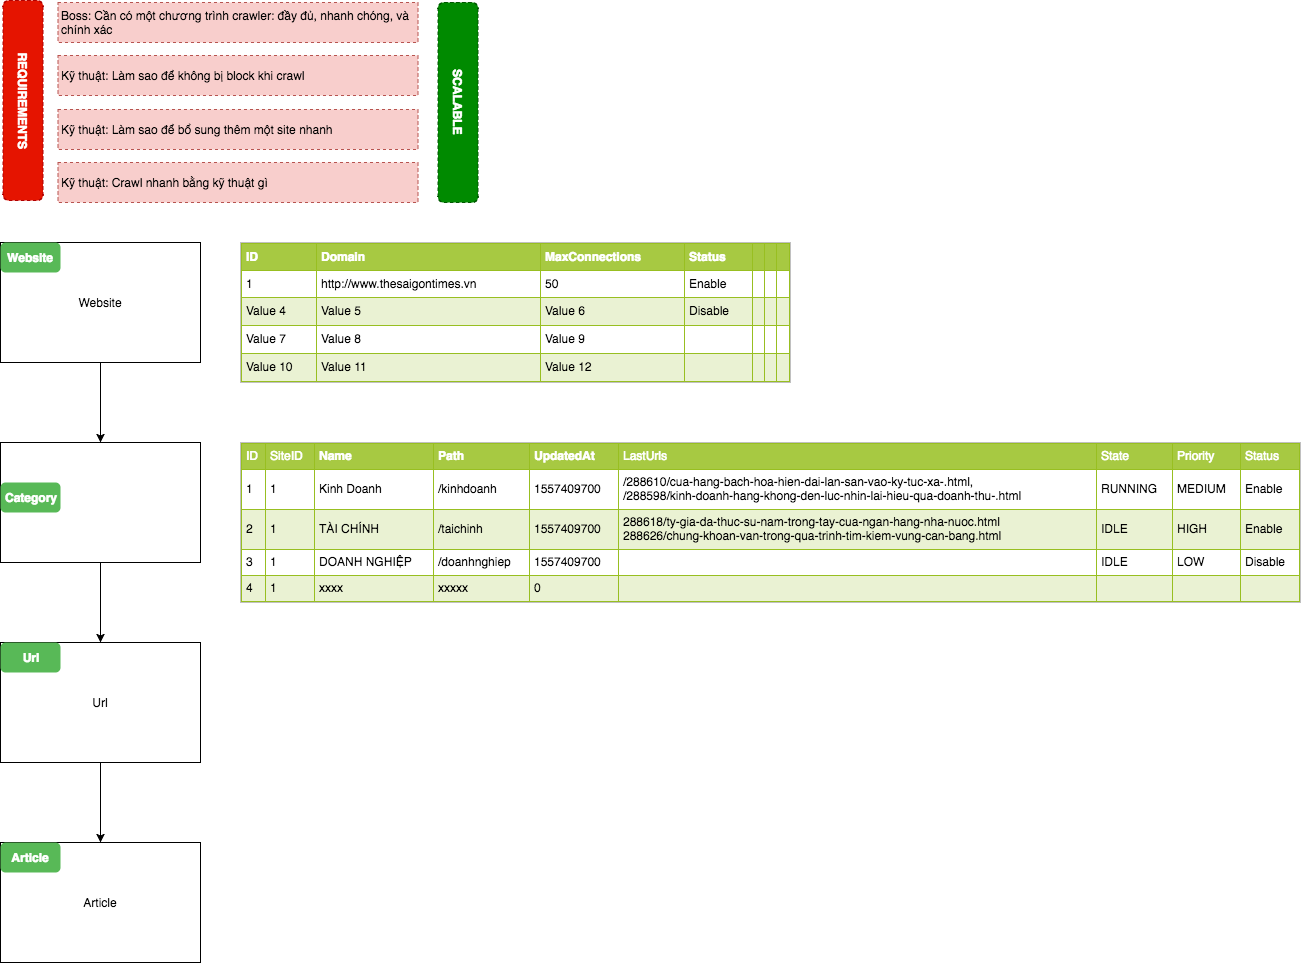 REQUIREMENTS
Boss: Cần có một chương trình crawler: đầy đủ, nhanh chóng, và
chính xác
Kỹ thuật: Làm sao để không bị block khi crawl
Kỹ thuật: Làm sao để bổ sung thêm một site nhanh
Kỹ thuật: Crawl nhanh bằng kỹ thuật gì
SCALABLE
Website
Website
ID Domain MaxConnections Status
1 http://www.thesaigontimes.vn 50 Enable
Value 4 Value 5 Value 6 Disable
Value 7 Value 8 Value 9
Value 10 Value 11 Value 12
Category
ID SiteID Name Path UpdatedAt LastUrls State Priority Status
1 1 Kinh Doanh /kinhdoanh 1557409700 /288610/cua-hang-bach-hoa-hien-dai-lan-san-vao-ky-tuc-xa-.html, RUNNING MEDIUM Enable
/288598/kinh-doanh-hang-khong-den-luc-nhin-lai-hieu-qua-doanh-thu-.html
2 1 TÀI CHÍNH /taichinh 1557409700 288618/ty-gia-da-thuc-su-nam-trong-tay-cua-ngan-hang-nha-nuoc.html IDLE HIGH Enable
288626/chung-khoan-van-trong-qua-trinh-tim-kiem-vung-can-bang.html
3 1 DOANH NGHIỆP /doanhnghiep 1557409700 IDLE LOW Disable
4 1 xxxx xxxxx 0
Url
Url
Article
Article